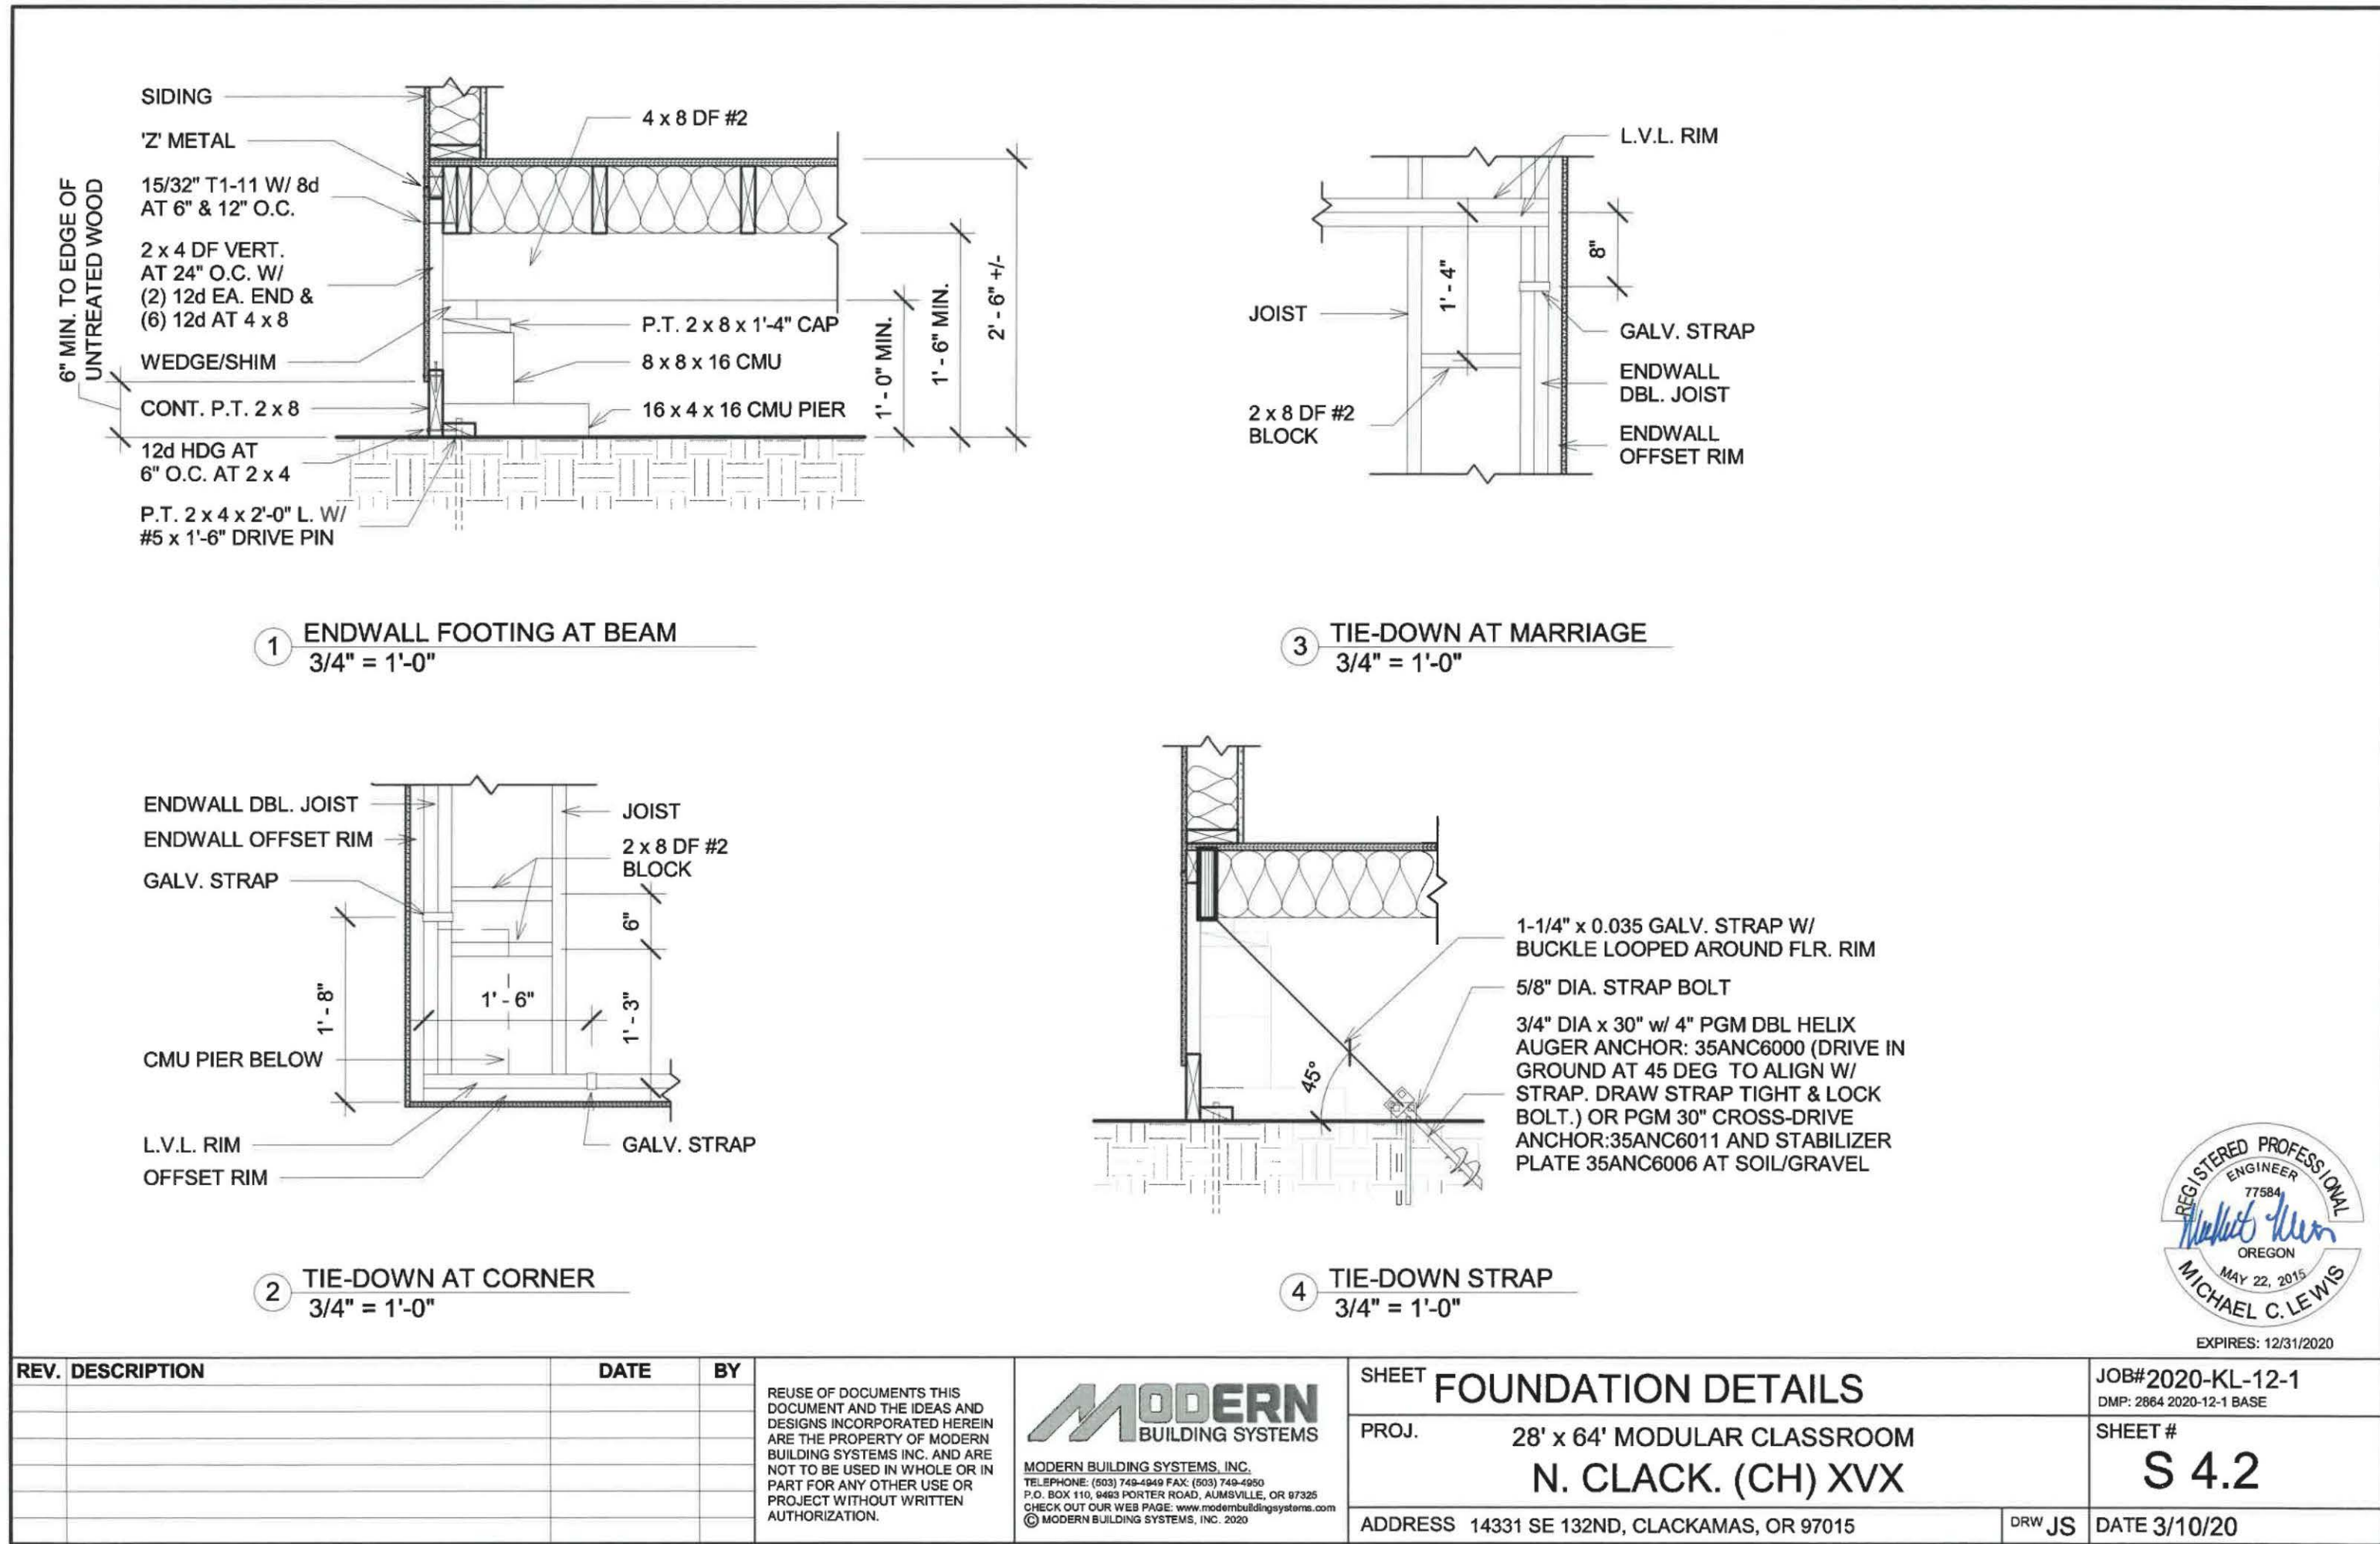 SIDING
'Z' METAL
15/32" T1-11 W/ 8d
AT 6" & 12" O.C.
2 x 4 DF VERT.
AT 24" O.C. W/
(2) 12d EA. END &
(6) 12d AT 4 x 8
WEDGE/SHIM
CONT. P.T. 2 x 8
12d HDG AT
6" O.C. AT 2 x 4
P.T. 2 x 4 x 2'-0" L. W/
#5 x 1'-6" DRIVE PIN
6" MIN. TO EDGE OF
UNTREATED WOOD
4 x 8 DF #2
P.T. 2 x 8 x 1'-4" CAP
8 x 8 x 16 CMU
16 x 4 x 16 CMU PIER
1' - 0" MIN.
1' - 6" MIN.
2' - 6" +/-
1 ENDWALL FOOTING AT BEAM
3/4" = 1'-0"
L.V.L. RIM
8"
1' - 4"
JOIST
GALV. STRAP
ENDWALL
DBL. JOIST
2 x 8 DF #2
BLOCK
ENDWALL
OFFSET RIM
3 TIE-DOWN AT MARRIAGE
3/4" = 1'-0"
ENDWALL DBL. JOIST
ENDWALL OFFSET RIM
GALV. STRAP
1' - 8"
CMU PIER BELOW
L.V.L. RIM
OFFSET RIM
JOIST
2 x 8 DF #2
BLOCK
6"
1' - 6"
1' - 3"
GALV. STRAP
2 TIE-DOWN AT CORNER
3/4" = 1'-0"
1-1/4" x 0.035 GALV. STRAP W/
BUCKLE LOOPED AROUND FLR. RIM
5/8" DIA. STRAP BOLT
3/4" DIA x 30" w/ 4" PGM DBL HELIX
AUGER ANCHOR: 35ANC6000 (DRIVE IN
GROUND AT 45 DEG TO ALIGN W/
STRAP. DRAW STRAP TIGHT & LOCK
BOLT.) OR PGM 30" CROSS-DRIVE
ANCHOR:35ANC6011 AND STABILIZER
PLATE 35ANC6006 AT SOIL/GRAVEL
45°
4 TIE-DOWN STRAP
3/4" = 1'-0"
REGISTERED PROFESSIONAL
ENGINEER
77584
OREGON
MAY 22, 2015
MICHAEL C. LEWIS
EXPIRES: 12/31/2020
REV. DESCRIPTION DATE BY
REUSE OF DOCUMENTS THIS
DOCUMENT AND THE IDEAS AND
DESIGNS INCORPORATED HEREIN
ARE THE PROPERTY OF MODERN
BUILDING SYSTEMS INC. AND ARE
NOT TO BE USED IN WHOLE OR IN
PART FOR ANY OTHER USE OR
PROJECT WITHOUT WRITTEN
AUTHORIZATION.
MODERN
BUILDING SYSTEMS
MODERN BUILDING SYSTEMS, INC.
TELEPHONE: (503) 749-4949 FAX: (503) 749-4950
P.O. BOX 110, 9493 PORTER ROAD, AUMSVILLE, OR 97325
CHECK OUT OUR WEB PAGE: www.modernbuildingsystems.com
© MODERN BUILDING SYSTEMS, INC. 2020
SHEET FOUNDATION DETAILS
PROJ. 28' x 64' MODULAR CLASSROOM
N. CLACK. (CH) XVX
ADDRESS 14331 SE 132ND, CLACKAMAS, OR 97015
DRW JS
JOB#2020-KL-12-1
DMP: 2864 2020-12-1 BASE
SHEET #
S 4.2
DATE 3/10/20